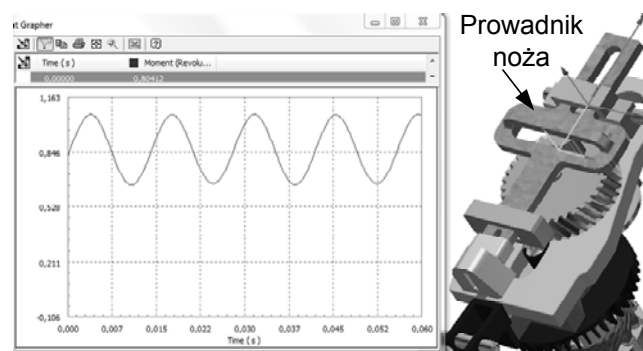 at Grapher
Time ( s )
Moment (Revolu...
0,00000
0,80412
1,163
0,846
0,529
0,211
-0,106
0,000
0,007
0,015
0,022
0,030
0,037
0,045
0,052
0,060
Time ( s )
Prowadnik
noża